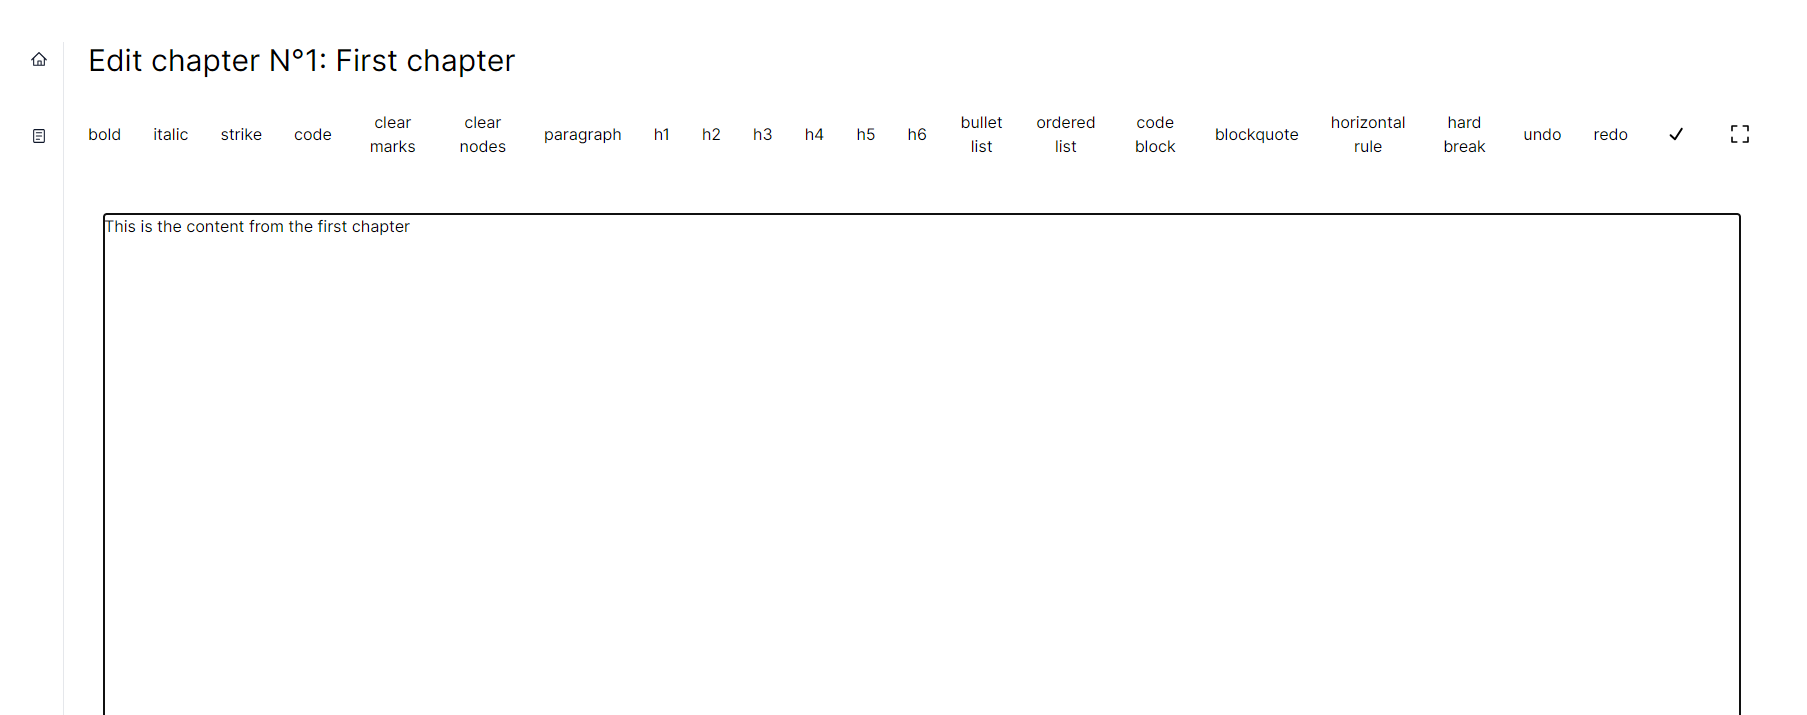 Edit chapter N°1: First chapter
bold italic strike code clear marks clear nodes paragraph h1 h2 h3 h4 h5 h6 bullet list ordered list code block blockquote horizontal rule hard break undo redo
This is the content from the first chapter